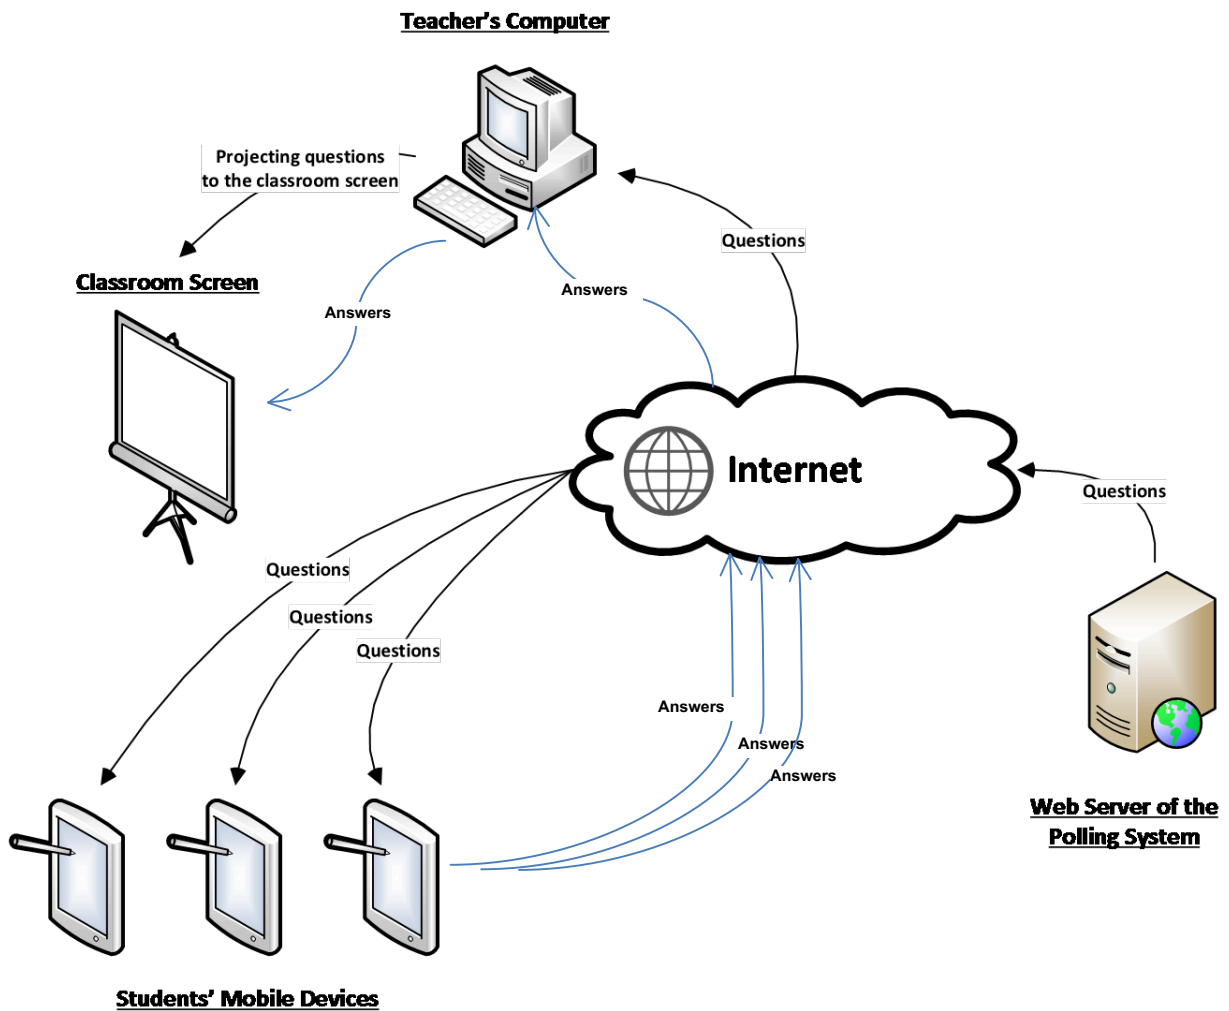 Teacher's Computer
Projecting questions
to the classroom screen
Questions
Classroom Screen
Answers
Answers
Internet
Questions
Questions
Questions
Questions
Answers
Answers
Answers
Web Server of the
Polling System
Students' Mobile Devices